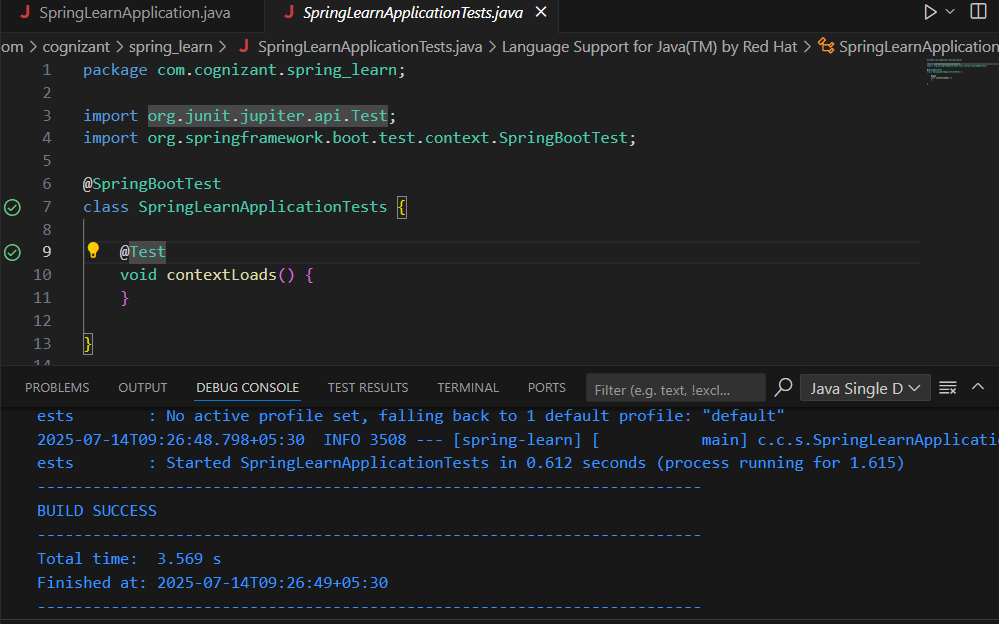 J SpringLearnApplication.java J SpringLearnApplicationTests.java ×
om > cognizant > spring_learn > J SpringLearnApplicationTests.java > Language Support for Java(TM) by Red Hat > SpringLearnApplication
1 package com.cognizant.spring_learn;
2
3 import org.junit.jupiter.api.Test;
4 import org.springframework.boot.test.context.SpringBootTest;
5
6 @SpringBootTest
7 class SpringLearnApplicationTests {
8
9 @Test
10 void contextLoads() {
11 }
12
13 }
14
PROBLEMS OUTPUT DEBUG CONSOLE TEST RESULTS TERMINAL PORTS Filter (e.g. text, !excl... Java Single D
ests : No active profile set, falling back to 1 default profile: "default"
2025-07-14T09:26:48.798+05:30 INFO 3508 --- [spring-learn] [ main] c.c.s.SpringLearnApplicatio
ests : Started SpringLearnApplicationTests in 0.612 seconds (process running for 1.615)
------------------------------------------------------------------------
BUILD SUCCESS
------------------------------------------------------------------------
Total time: 3.569 s
Finished at: 2025-07-14T09:26:49+05:30
------------------------------------------------------------------------